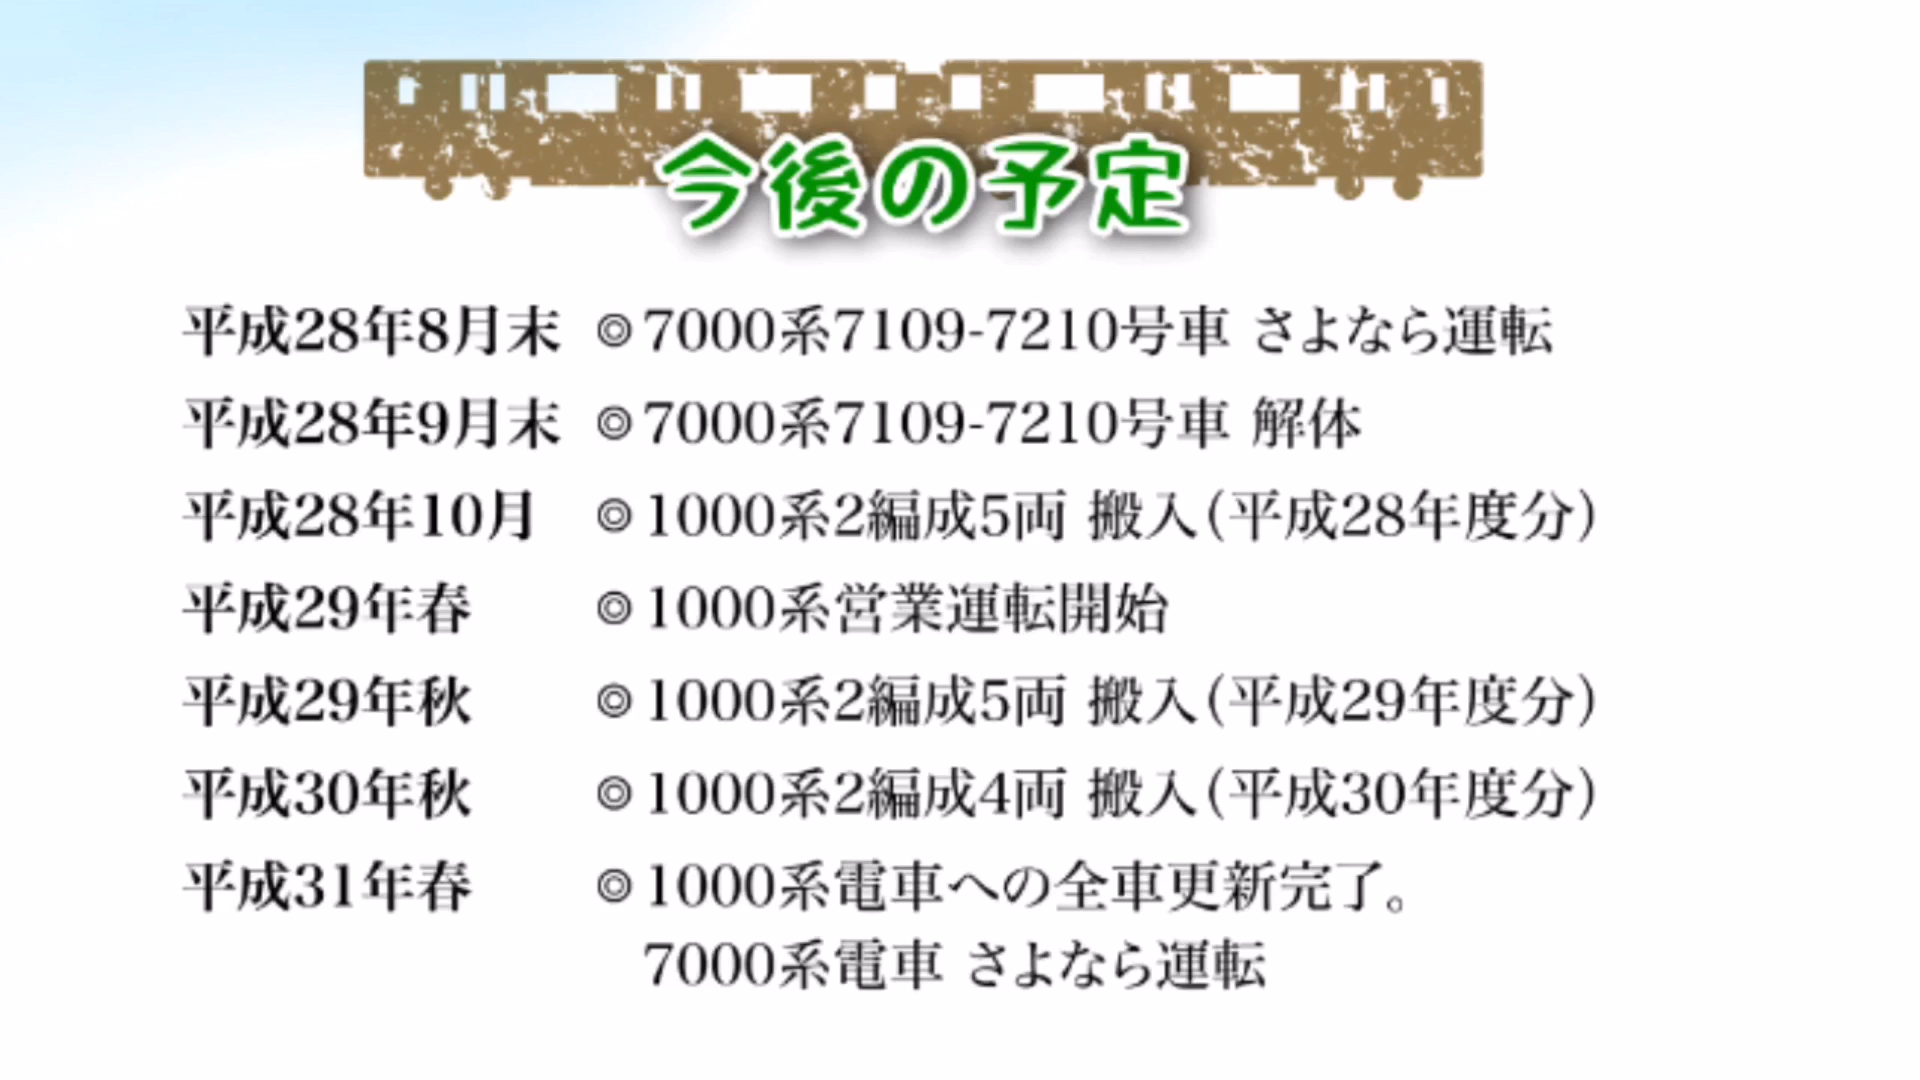 今後の予定
平成28年8月末 ◎7000系7109-7210号車 さよなら運転
平成28年9月末 ◎7000系7109-7210号車 解体
平成28年10月 ◎1000系2編成5両 搬入(平成28年度分)
平成29年春 ◎1000系営業運転開始
平成29年秋 ◎1000系2編成5両 搬入(平成29年度分)
平成30年秋 ◎1000系2編成4両 搬入(平成30年度分)
平成31年春 ◎1000系電車への全車更新完了。
7000系電車 さよなら運転